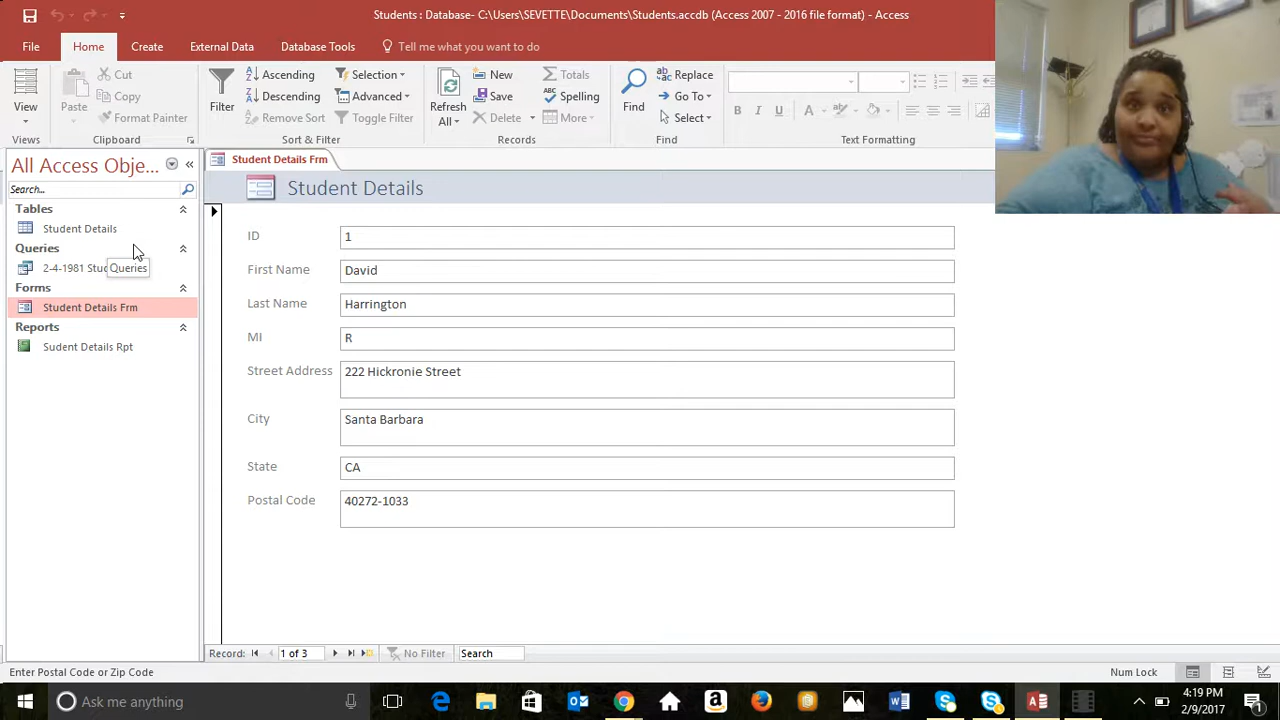 Students : Database- C:\Users\SEVETTE\Documents\Students.accdb (Access 2007 - 2016 file format) - Access
File Home Create External Data Database Tools Tell me what you want to do
View
Views
Paste
Cut
Copy
Format Painter
Clipboard
Filter
Ascending
Descending
Remove Sort
Selection
Advanced
Toggle Filter
Sort & Filter
Refresh
All
New
Save
Delete
Totals
Spelling
More
Records
Find
Replace
Go To
Select
Find
B I U A
Text Formatting
All Access Obje...
Search...
Tables
Student Details
Queries
2-4-1981 Stud
Queries
Forms
Student Details Frm
Reports
Sudent Details Rpt
Student Details Frm
Student Details
ID 1
First Name David
Last Name Harrington
MI R
Street Address 222 Hickronie Street
City Santa Barbara
State CA
Postal Code 40272-1033
Record: 1 of 3 No Filter Search
Enter Postal Code or Zip Code
Num Lock
Ask me anything
4:19 PM
2/9/2017